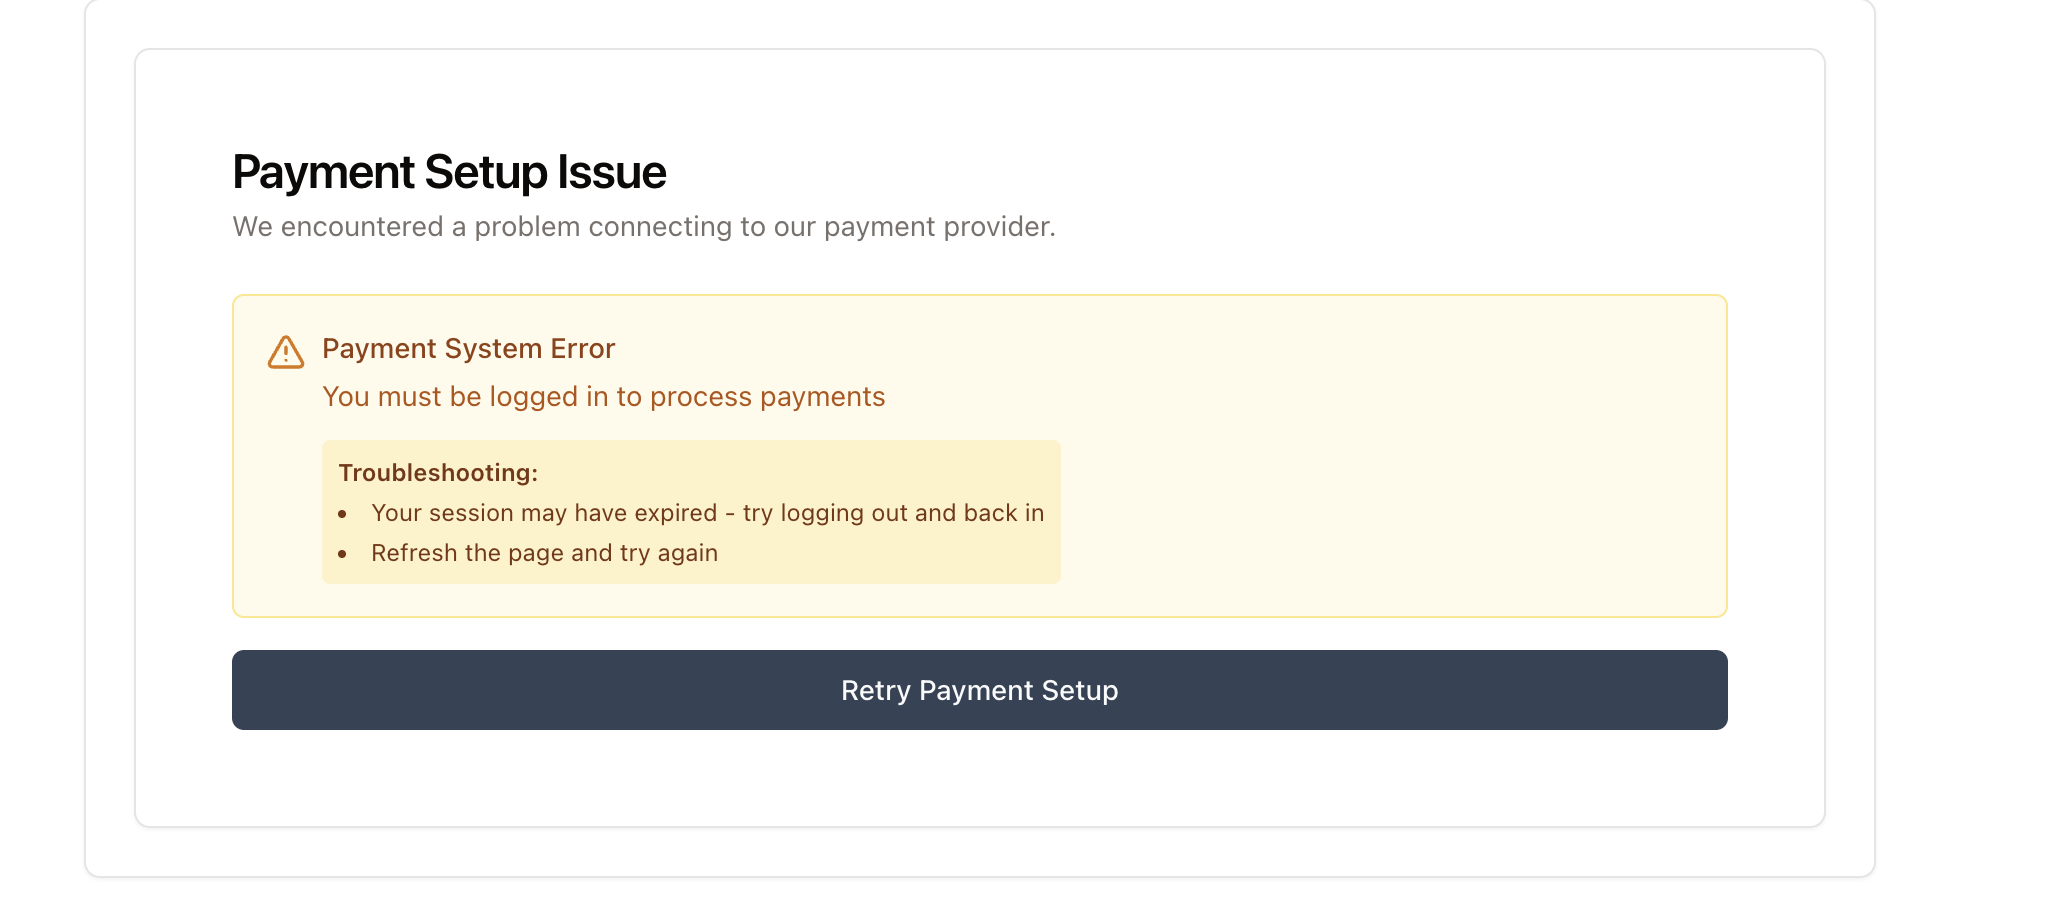 Payment Setup Issue
We encountered a problem connecting to our payment provider.
Payment System Error
You must be logged in to process payments
Troubleshooting:
• Your session may have expired - try logging out and back in
• Refresh the page and try again
Retry Payment Setup